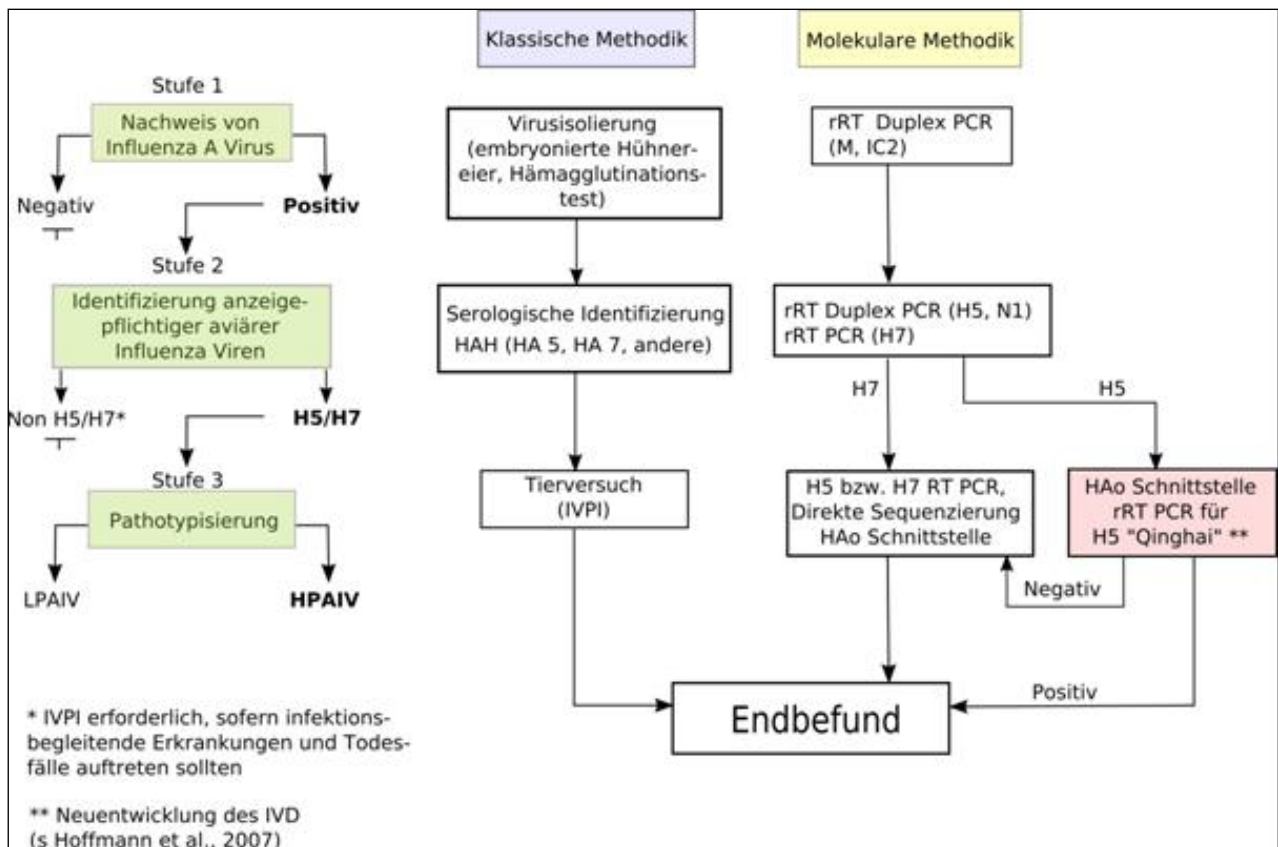 Klassische Methodik
Molekulare Methodik
Stufe 1
Nachweis von
Influenza A Virus
Negativ
Positiv
Stufe 2
Identifizierung anzeige-
pflichtiger aviärer
Influenza Viren
Non H5/H7*
H5/H7
Stufe 3
Pathotypisierung
LPAIV
HPAIV
* IVPI erforderlich, sofern infektions-
begleitende Erkrankungen und Todes-
fälle auftreten sollten
** Neuentwicklung des IVD
(s Hoffmann et al., 2007)
Virusisolierung
(embryonierte Hühner-
eier, Hämagglutinations-
test)
Serologische Identifizierung
HAH (HA 5, HA 7, andere)
Tierversuch
(IVPI)
rRT Duplex PCR
(M, IC2)
rRT Duplex PCR (H5, N1)
rRT PCR (H7)
H7
H5
H5 bzw. H7 RT PCR,
Direkte Sequenzierung
HAo Schnittstelle
HAo Schnittstelle
rRT PCR für
H5 "Qinghai" **
Negativ
Positiv
Endbefund